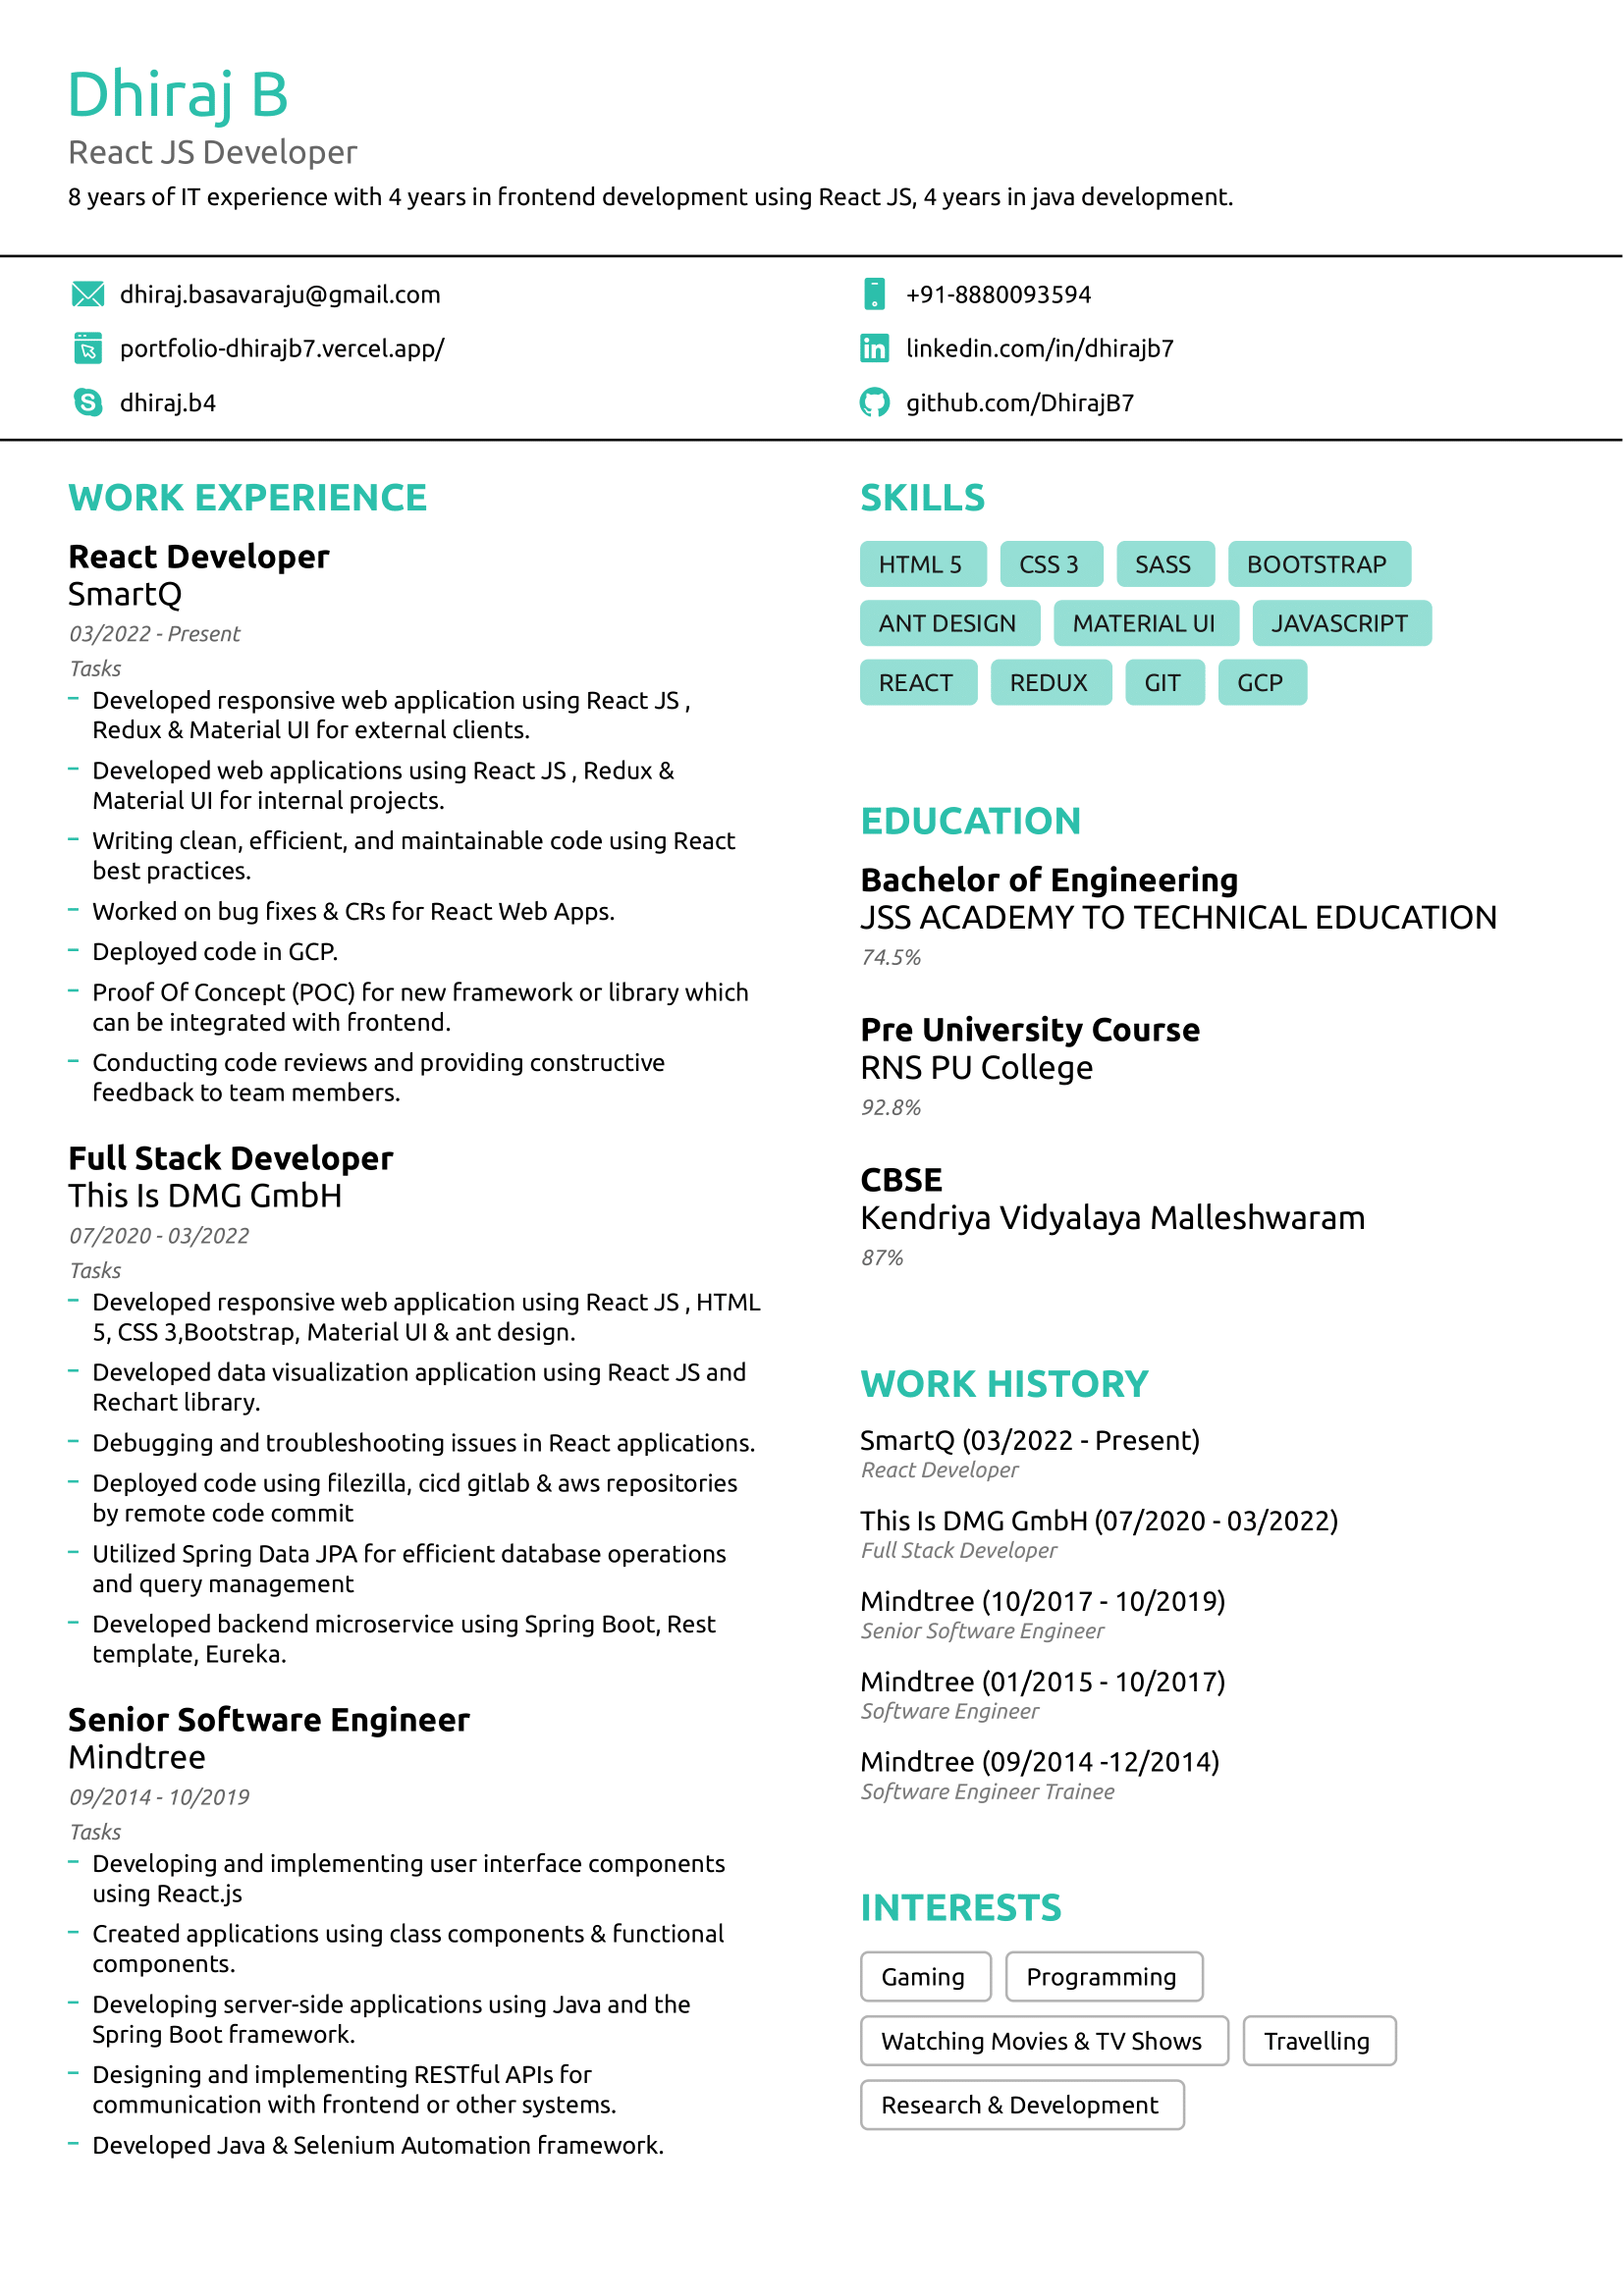 Dhiraj B
React JS Developer
8 years of IT experience with 4 years in frontend development using React JS, 4 years in java development.
dhiraj.basavaraju@gmail.com
+91-8880093594
portfolio-dhirajb7.vercel.app/
linkedin.com/in/dhirajb7
dhiraj.b4
github.com/DhirajB7
WORK EXPERIENCE
React Developer
SmartQ
03/2022 - Present
Tasks
– Developed responsive web application using React JS ,
Redux & Material UI for external clients.
– Developed web applications using React JS , Redux &
Material UI for internal projects.
– Writing clean, efficient, and maintainable code using React
best practices.
– Worked on bug fixes & CRs for React Web Apps.
– Deployed code in GCP.
– Proof Of Concept (POC) for new framework or library which
can be integrated with frontend.
– Conducting code reviews and providing constructive
feedback to team members.
Full Stack Developer
This Is DMG GmbH
07/2020 - 03/2022
Tasks
– Developed responsive web application using React JS , HTML
5, CSS 3,Bootstrap, Material UI & ant design.
– Developed data visualization application using React JS and
Rechart library.
– Debugging and troubleshooting issues in React applications.
– Deployed code using filezilla, cicd gitlab & aws repositories
by remote code commit
– Utilized Spring Data JPA for efficient database operations
and query management
– Developed backend microservice using Spring Boot, Rest
template, Eureka.
Senior Software Engineer
Mindtree
09/2014 - 10/2019
Tasks
– Developing and implementing user interface components
using React.js
– Created applications using class components & functional
components.
– Developing server-side applications using Java and the
Spring Boot framework.
– Designing and implementing RESTful APIs for
communication with frontend or other systems.
– Developed Java & Selenium Automation framework.
SKILLS
HTML 5 CSS 3 SASS BOOTSTRAP
ANT DESIGN MATERIAL UI JAVASCRIPT
REACT REDUX GIT GCP
EDUCATION
Bachelor of Engineering
JSS ACADEMY TO TECHNICAL EDUCATION
74.5%
Pre University Course
RNS PU College
92.8%
CBSE
Kendriya Vidyalaya Malleshwaram
87%
WORK HISTORY
SmartQ (03/2022 - Present)
React Developer
This Is DMG GmbH (07/2020 - 03/2022)
Full Stack Developer
Mindtree (10/2017 - 10/2019)
Senior Software Engineer
Mindtree (01/2015 - 10/2017)
Software Engineer
Mindtree (09/2014 -12/2014)
Software Engineer Trainee
INTERESTS
Gaming Programming
Watching Movies & TV Shows Travelling
Research & Development